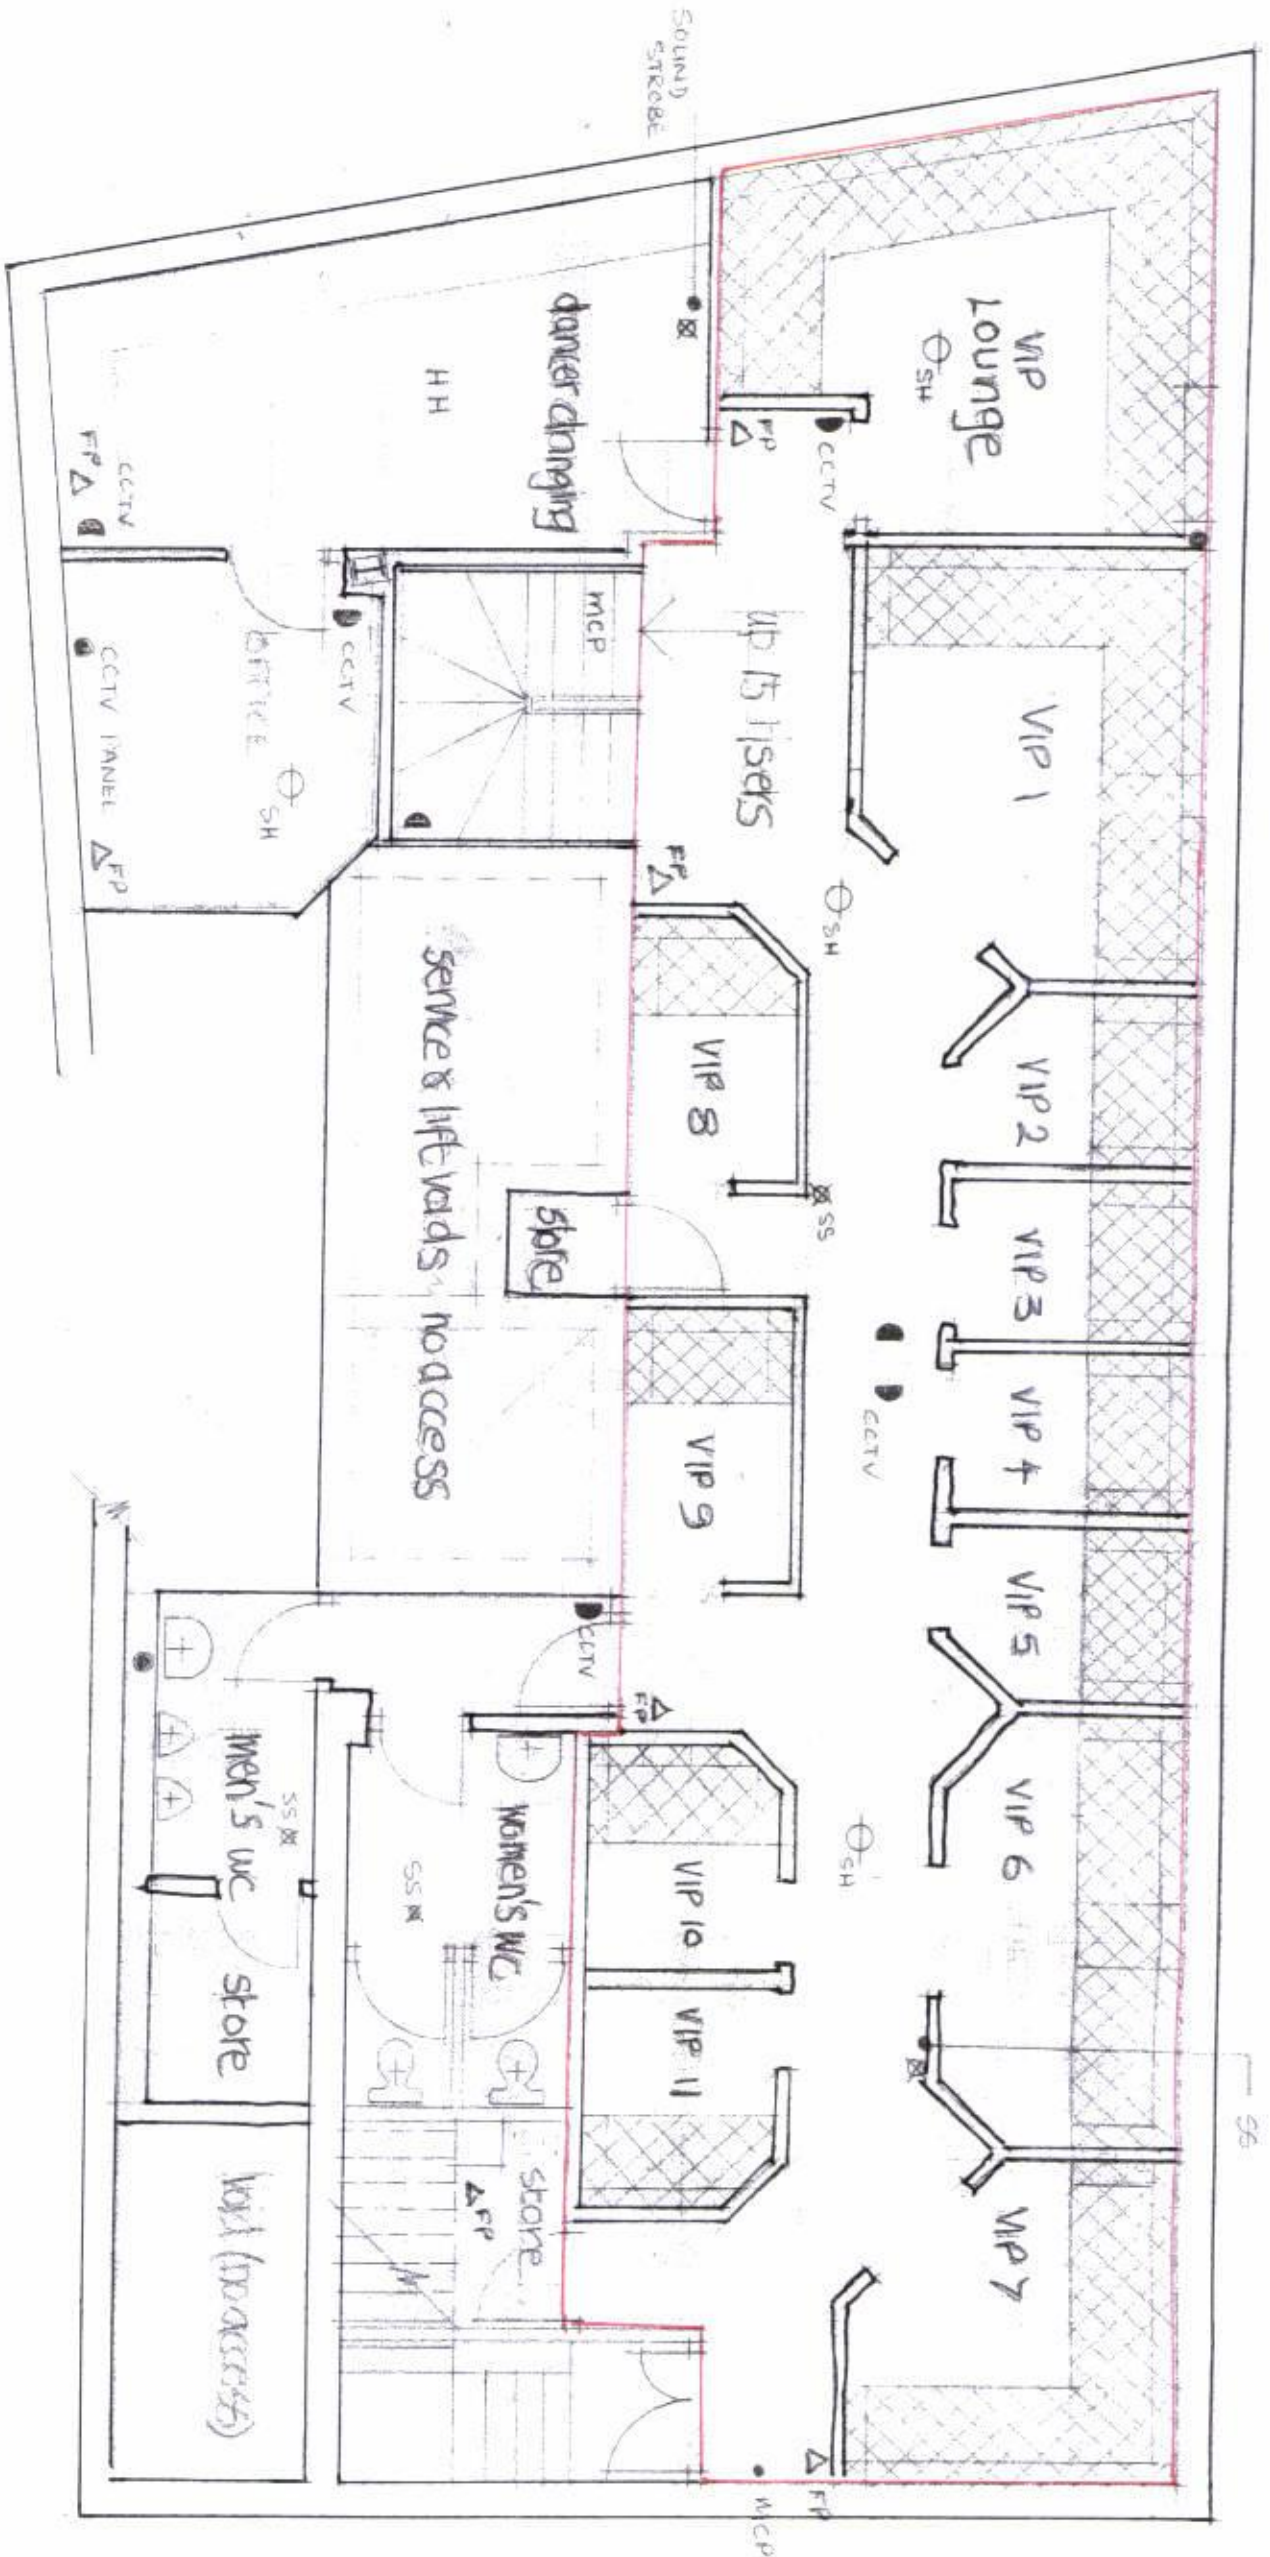 SOUND
STROBE
VIP
Lounge
SH
CCTV
FP
dancer changing
HH
CCTV
FP
mcp
up 15 risers
CCTV
OFFICE
SH
CCTV PANEL
FP
VIP 1
FP
SH
VIP 2
VIP 8
SS
store
VIP 3
VIP 4
CCTV
VIP 9
service & lift voids, no access
VIP 5
CCTV
FP
VIP 6
SH
VIP 10
women's WC
SS
men's WC
SS
store
VIP 11
SS
VIP 7
store
FP
void (no access)
FP
MCP